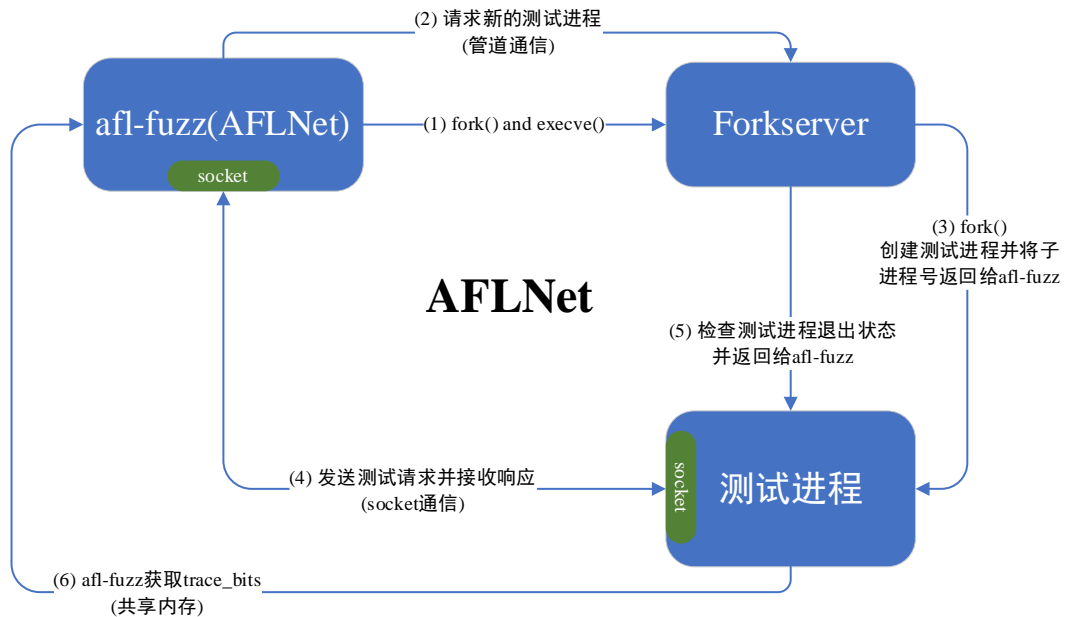 (2) 请求新的测试进程
(管道通信)
afl-fuzz(AFLNet)
(1) fork() and execve()
Forkserver
socket
(3) fork()
创建测试进程并将子
进程号返回给afl-fuzz
AFLNet
(5) 检查测试进程退出状态
并返回给afl-fuzz
(4) 发送测试请求并接收响应
(socket通信)
socket
测试进程
(6) afl-fuzz获取trace_bits
(共享内存)